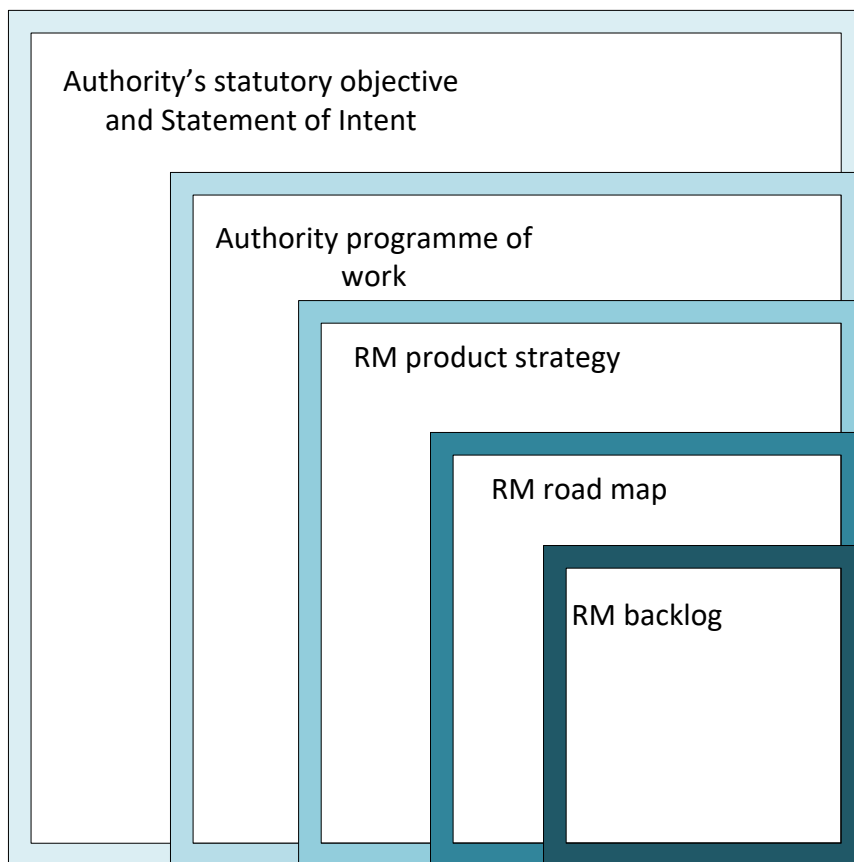 Authority’s statutory objective
and Statement of Intent
Authority programme of
work
RM product strategy
RM road map
RM backlog